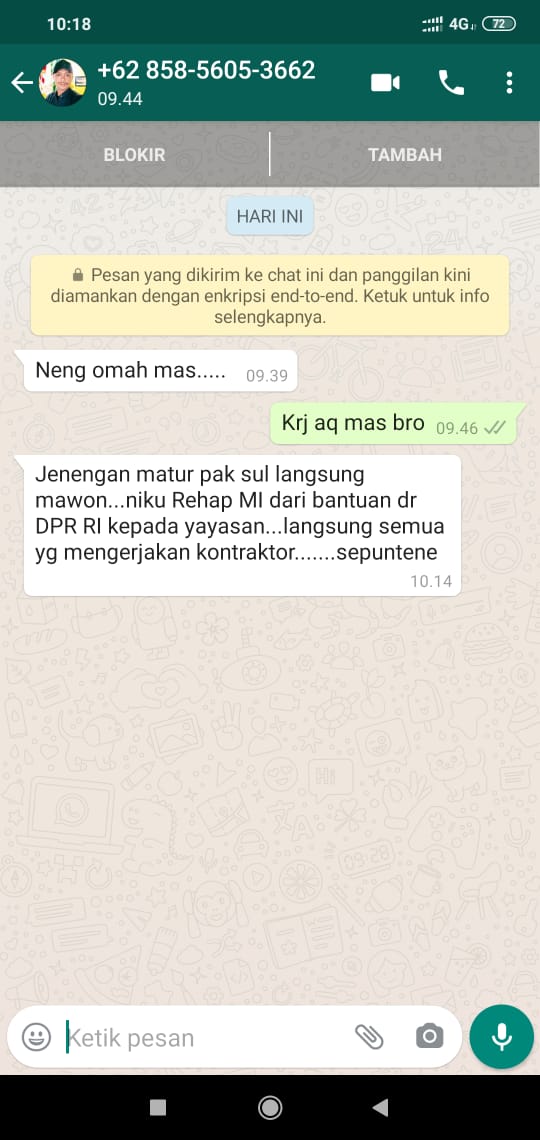 10:18
4G
72
+62 858-5605-3662
09.44
BLOKIR
TAMBAH
HARI INI
Pesan yang dikirim ke chat ini dan panggilan kini
diamankan dengan enkripsi end-to-end. Ketuk untuk info
selengkapnya.
Neng omah mas..... 09.39
Krj aq mas bro 09.46
Jenengan matur pak sul langsung
mawon...niku Rehap MI dari bantuan dr
DPR RI kepada yayasan...langsung semua
yg mengerjakan kontraktor.......sepuntene
10.14
Ketik pesan